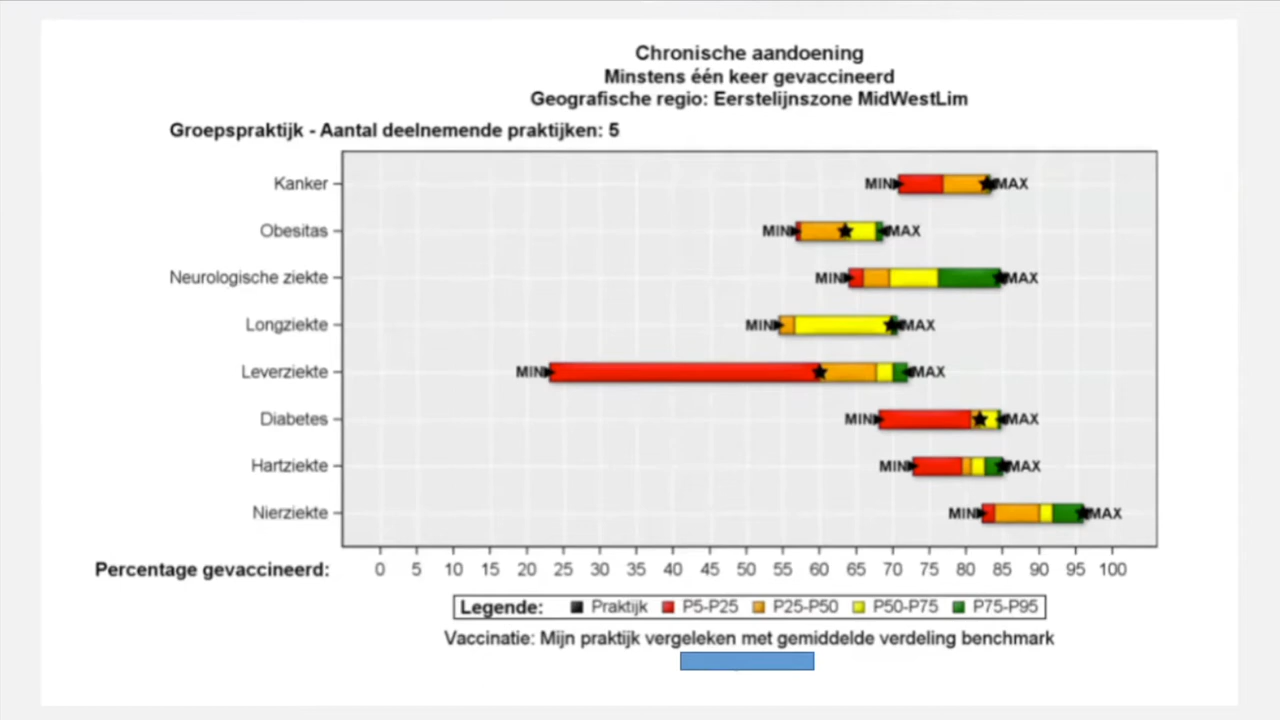 Chronische aandoening
Minstens één keer gevaccineerd
Geografische regio: Eerstelijnszone MidWestLim
Groepspraktijk - Aantal deelnemende praktijken: 5
Kanker MIN MAX
Obesitas MIN MAX
Neurologische ziekte MIN MAX
Longziekte MIN MAX
Leverziekte MIN MAX
Diabetes MIN MAX
Hartziekte MIN MAX
Nierziekte MIN MAX
Percentage gevaccineerd: 0 5 10 15 20 25 30 35 40 45 50 55 60 65 70 75 80 85 90 95 100
Legende: Praktijk P5-P25 P25-P50 P50-P75 P75-P95
Vaccinatie: Mijn praktijk vergeleken met gemiddelde verdeling benchmark